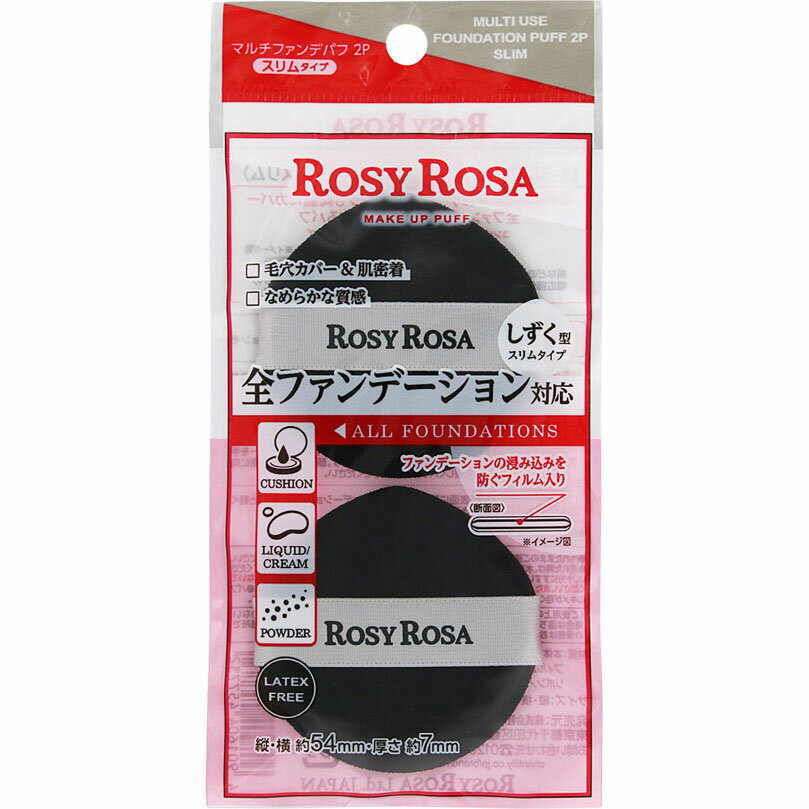 マルチファンデパフ 2P
スリムタイプ
MULTI USE
FOUNDATION PUFF 2P
SLIM
ROSY ROSA
MAKE UP PUFF
□ 毛穴カバー＆肌密着
□ なめらかな質感
ROSY ROSA
しずく型
スリムタイプ
全ファンデーション対応
◀ALL FOUNDATIONS
CUSHION
ファンデーションの浸み込みを
防ぐフィルム入り
〈断面図〉
※イメージ図
LIQUID/
CREAM
POWDER
ROSY ROSA
LATEX
FREE
縦・横 約54mm・厚さ 約7mm
ROSY ROSA Ltd. JAPAN